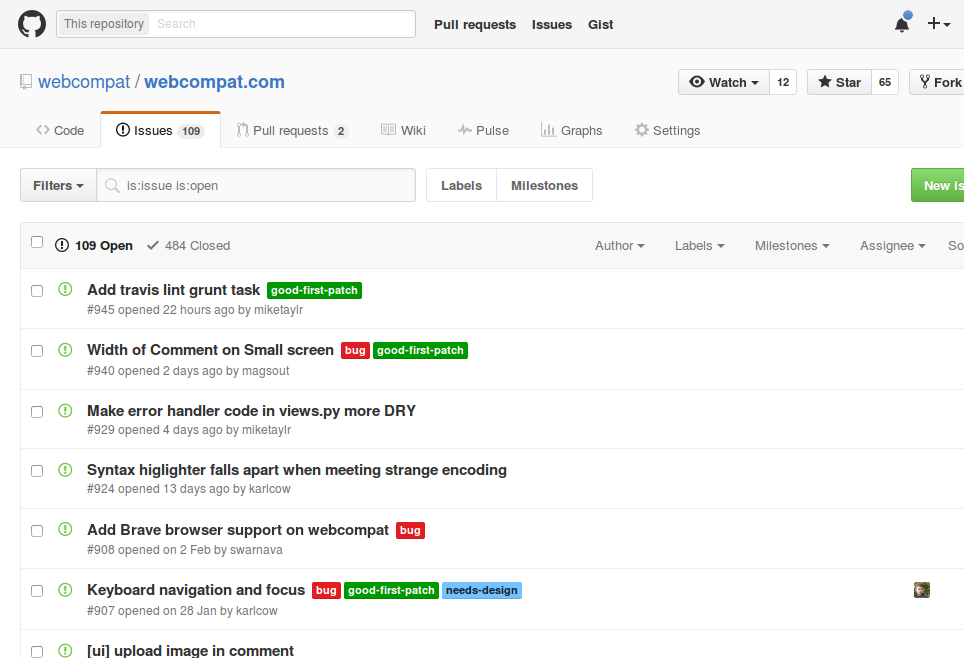 This repository Search Pull requests Issues Gist
webcompat / webcompat.com Watch 12 Star 65 Fork
Code Issues 109 Pull requests 2 Wiki Pulse Graphs Settings
Filters is:issue is:open Labels Milestones New is
109 Open 484 Closed Author Labels Milestones Assignee So
Add travis lint grunt task good-first-patch
#945 opened 22 hours ago by miketaylr
Width of Comment on Small screen bug good-first-patch
#940 opened 2 days ago by magsout
Make error handler code in views.py more DRY
#929 opened 4 days ago by miketaylr
Syntax higlighter falls apart when meeting strange encoding
#924 opened 13 days ago by karlcow
Add Brave browser support on webcompat bug
#908 opened on 2 Feb by swarnava
Keyboard navigation and focus bug good-first-patch needs-design
#907 opened on 28 Jan by karlcow
[ui] upload image in comment